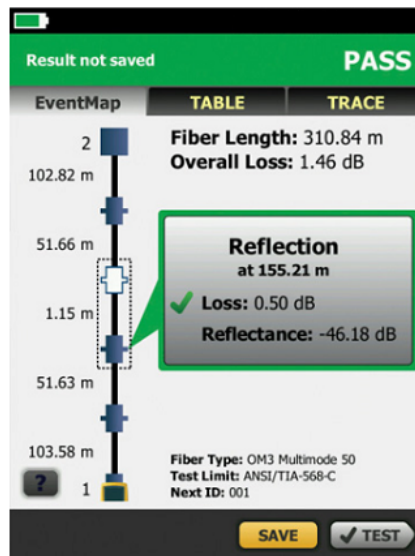 Result not saved
PASS
EventMap
TABLE
TRACE
2
Fiber Length: 310.84 m
Overall Loss: 1.46 dB
102.82 m
51.66 m
Reflection
at 155.21 m
Loss: 0.50 dB
Reflectance: -46.18 dB
1.15 m
51.63 m
103.58 m
Fiber Type: OM3 Multimode 50
Test Limit: ANSI/TIA-568-C
Next ID: 001
?
1
SAVE
TEST